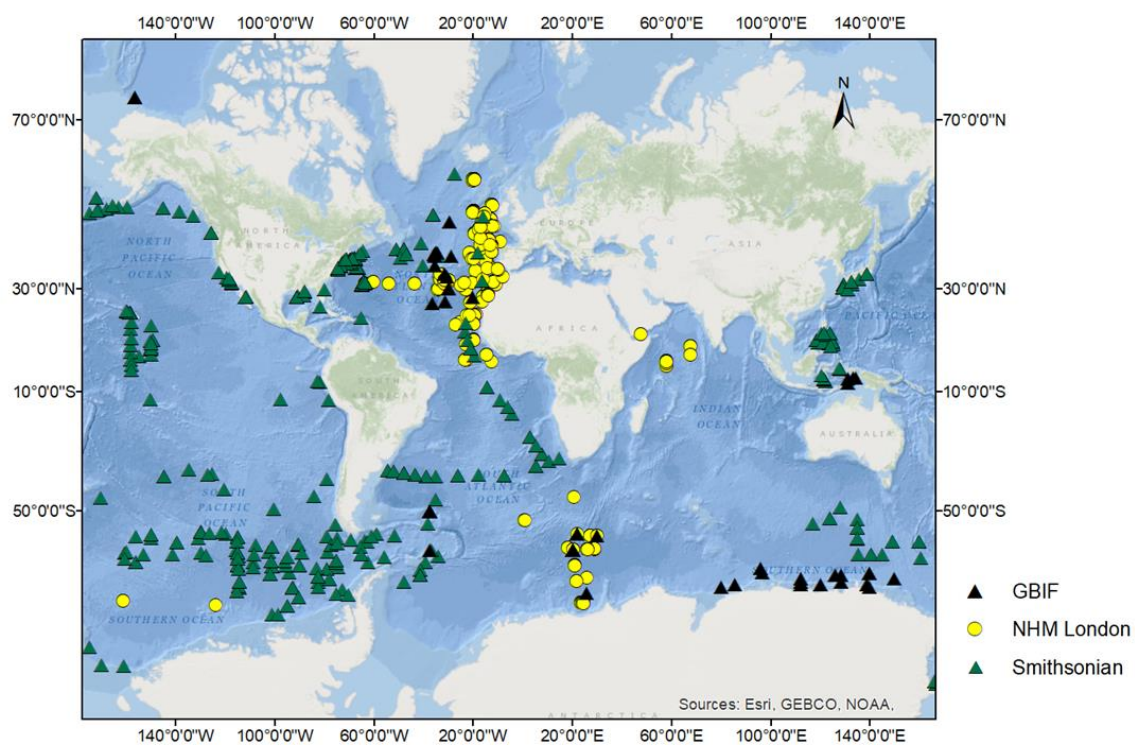 140°0'0"W 100°0'0"W 60°0'0"W 20°0'0"W 20°0'0"E 60°0'0"E 100°0'0"E 140°0'0"E
N
70°0'0"N 70°0'0"N
EUROPE
NORTH
AMERICA
ASIA
NORTH
PACIFIC
OCEAN
OCEAN
30°0'0"N 30°0'0"N
AFRICA
SOUTH
AMERICA
10°0'0"S 10°0'0"S
INDIAN
OCEAN
AUSTRALIA
SOUTH
PACIFIC
OCEAN
SOUTH
ATLANTIC
OCEAN
50°0'0"S 50°0'0"S
SOUTHERN OCEAN
SOUTHERN OCEAN
GBIF
NHM London
Smithsonian
Sources: Esri, GEBCO, NOAA,
ANTARCTICA
140°0'0"W 100°0'0"W 60°0'0"W 20°0'0"W 20°0'0"E 60°0'0"E 100°0'0"E 140°0'0"E